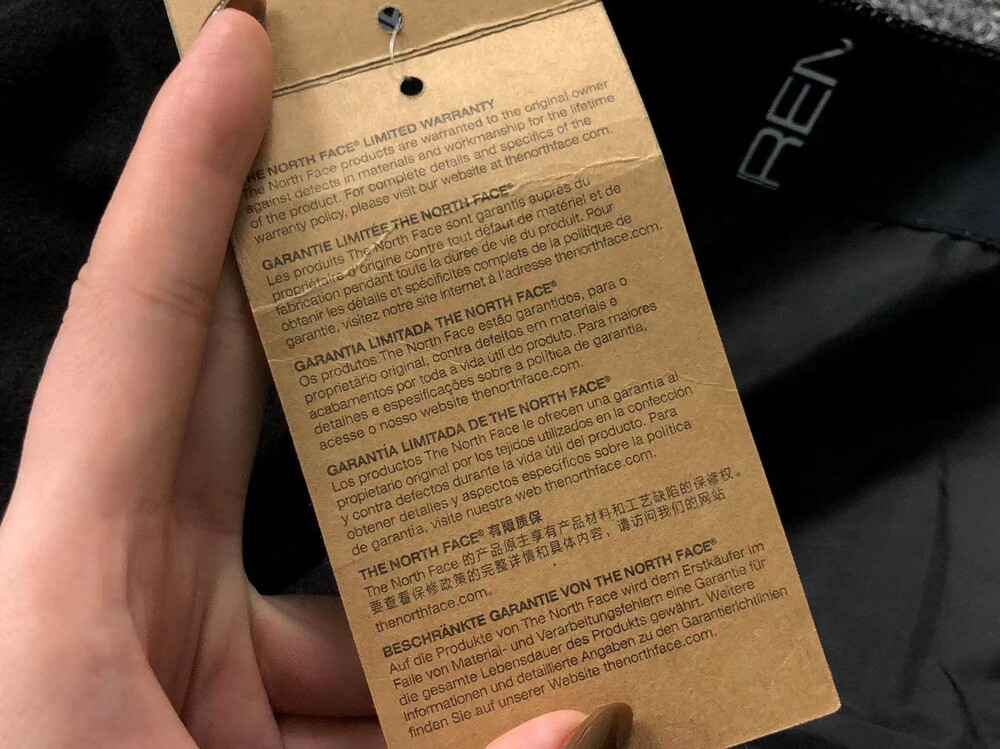 THE NORTH FACE® LIMITED WARRANTY
The North Face products are warranted to the original owner
against defects in materials and workmanship for the lifetime
of the product. For complete details and specifics of the
warranty policy, please visit our website at thenorthface.com.
GARANTIE LIMITÉE THE NORTH FACE®
Les produits The North Face sont garantis auprès du
propriétaire d'origine contre tout défaut de matériel et de
fabrication pendant toute la durée de vie du produit. Pour
obtenir les détails et spécificités complets de la politique de
garantie, visitez notre site internet à l'adresse thenorthface.com.
GARANTIA LIMITADA THE NORTH FACE®
Os produtos The North Face estão garantidos, para o
proprietário original, contra defeitos em materiais e
acabamentos por toda a vida útil do produto. Para maiores
detalhes e espesificações sobre a política de garantía,
acesse o nosso website thenorthface.com.
GARANTÍA LIMITADA DE THE NORTH FACE®
Los productos The North Face le ofrecen una garantía al
propietario original por los tejidos utilizados en la confección
y contra defectos durante la vida útil del producto. Para
obtener detalles y aspectos específicos sobre la política
de garantía, visite nuestra web thenorthface.com.
THE NORTH FACE® 有限质保
The North Face 的产品原生享有产品材料和工艺缺陷的保修权。
要查看保修政策的完整详情和具体内容，请访问我们的网站
thenorthface.com。
BESCHRÄNKTE GARANTIE VON THE NORTH FACE®
Auf die Produkte von The North Face wird dem Erstkäufer im
Falle von Material- und Verarbeitungsfehlern eine Garantie für
die gesamte Lebensdauer des Produkts gewährt. Weitere
Informationen und detaillierte Angaben zu den Garantierichtlinien
finden Sie auf unserer Website thenorthface.com.
REN